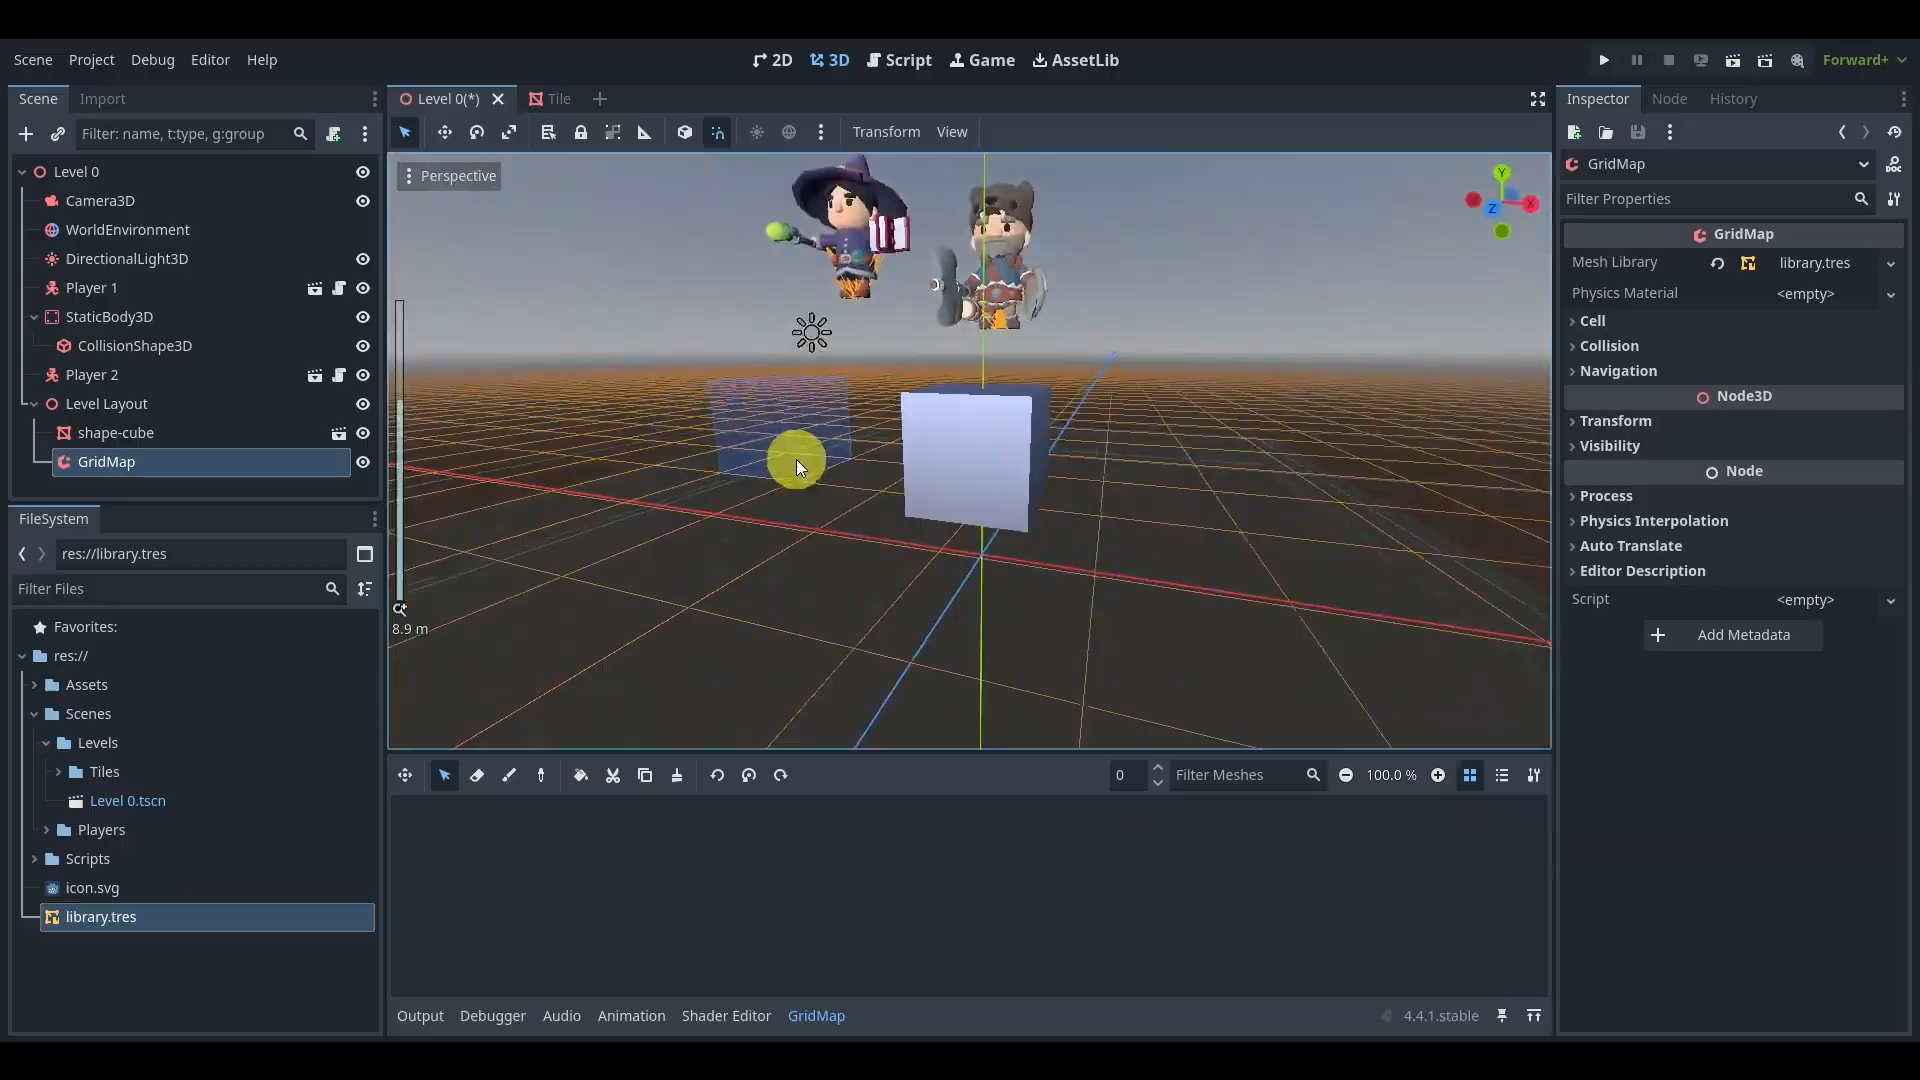 Scene Project Debug Editor Help
2D 3D Script Game AssetLib
Forward+
Scene Import
Filter: name, t:type, g:group
Level 0
Camera3D
WorldEnvironment
DirectionalLight3D
Player 1
StaticBody3D
CollisionShape3D
Player 2
Level Layout
shape-cube
GridMap
FileSystem
res://library.tres
Filter Files
Favorites:
res://
Assets
Scenes
Levels
Tiles
Level 0.tscn
Players
Scripts
icon.svg
library.tres
Level 0(*) Tile
Transform View
Perspective
Y
X
Z
8.9 m
0 Filter Meshes 100.0 %
Output Debugger Audio Animation Shader Editor GridMap 4.4.1.stable
Inspector Node History
GridMap
Filter Properties
GridMap
Mesh Library library.tres
Physics Material <empty>
Cell
Collision
Navigation
Node3D
Transform
Visibility
Node
Process
Physics Interpolation
Auto Translate
Editor Description
Script <empty>
Add Metadata